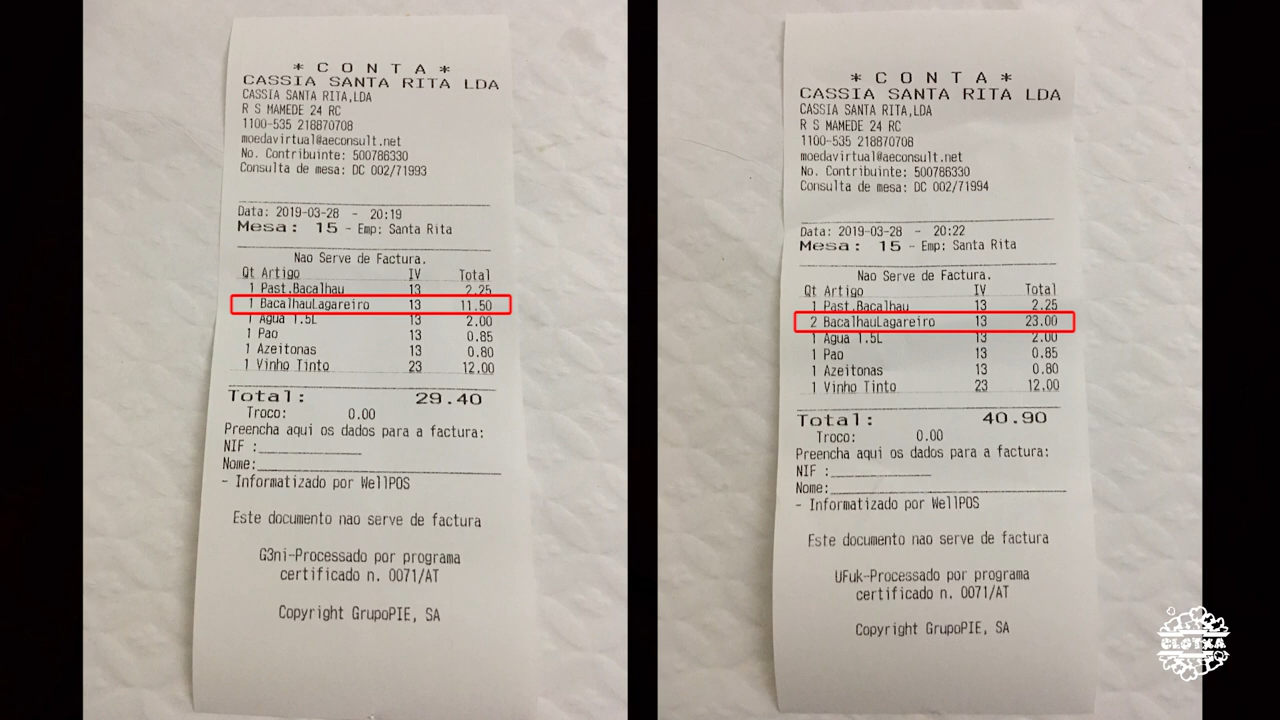 * C O N T A *
CASSIA SANTA RITA LDA
CASSIA SANTA RITA,LDA
R S MAMEDE 24 RC
1100-535 218870708
moedavirtual@aeconsult.net
No. Contribuinte: 500786330
Consulta de mesa: DC 002/71993
Data: 2019-03-28 - 20:19
Mesa: 15 - Emp: Santa Rita
Nao Serve de Factura.
Qt Artigo IV Total
1 Past.Bacalhau 13 2.25
1 BacalhauLagareiro 13 11.50
1 Agua 1.5L 13 2.00
1 Pao 13 0.85
1 Azeitonas 13 0.80
1 Vinho Tinto 23 12.00
Total: 29.40
Troco: 0.00
Preencha aqui os dados para a factura:
NIF :
Nome:
- Informatizado por WellPOS
Este documento nao serve de factura
G3ni-Processado por programa
certificado n. 0071/AT
Copyright GrupoPIE, SA
* C O N T A *
CASSIA SANTA RITA LDA
CASSIA SANTA RITA,LDA
R S MAMEDE 24 RC
1100-535 218870708
moedavirtual@aeconsult.net
No. Contribuinte: 500786330
Consulta de mesa: DC 002/71994
Data: 2019-03-28 - 20:22
Mesa: 15 - Emp: Santa Rita
Nao Serve de Factura.
Qt Artigo IV Total
1 Past.Bacalhau 13 2.25
2 BacalhauLagareiro 13 23.00
1 Agua 1.5L 13 2.00
1 Pao 13 0.85
1 Azeitonas 13 0.80
1 Vinho Tinto 23 12.00
Total: 40.90
Troco: 0.00
Preencha aqui os dados para a factura:
NIF :
Nome:
- Informatizado por WellPOS
Este documento nao serve de factura
UFuk-Processado por programa
certificado n. 0071/AT
Copyright GrupoPIE, SA
CLOTKA